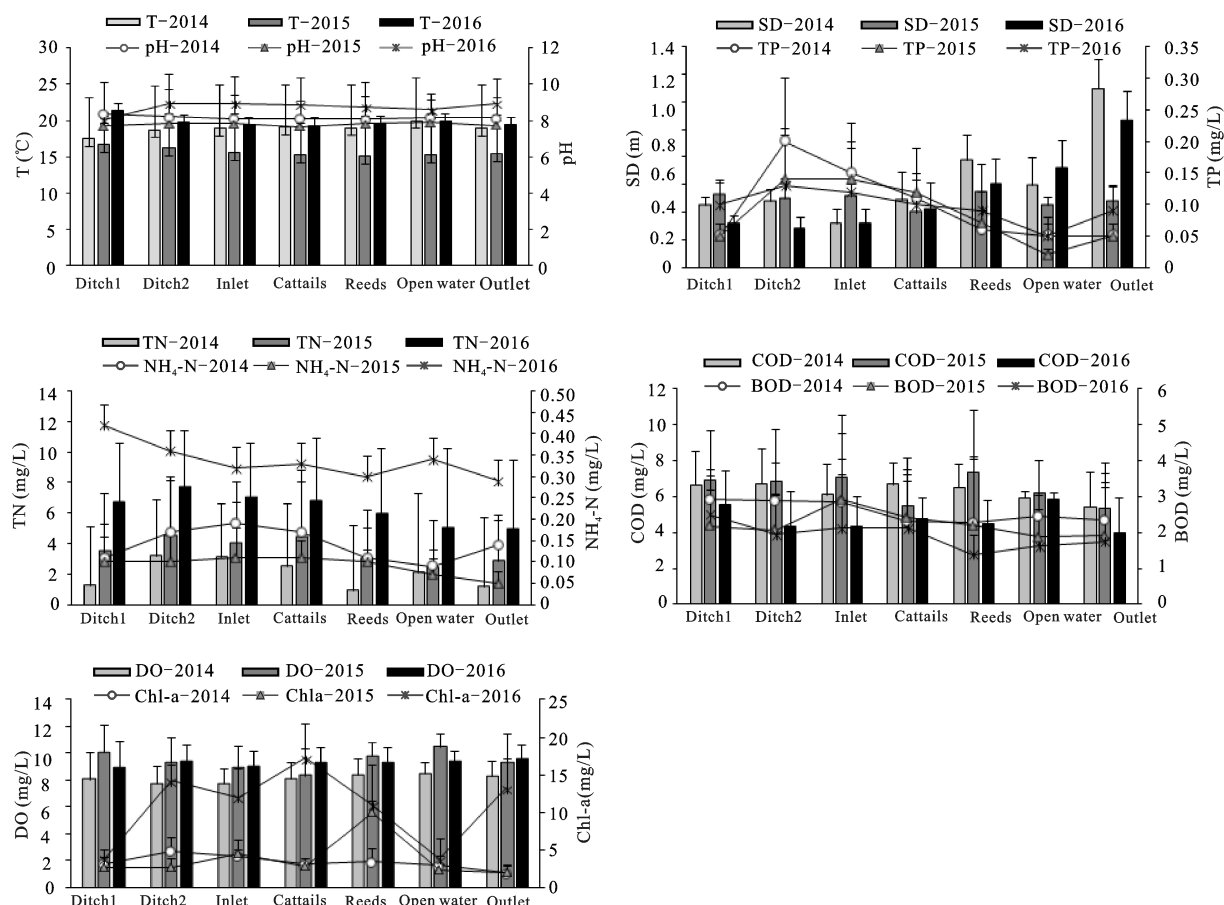 T-2014 T-2015 T-2016
pH-2014 pH-2015 pH-2016
30 12
25 10
20 8
15 6
10 4
5 2
0 0
T (℃)
pH
Ditch1 Ditch2 Inlet Cattails Reeds Open water Outlet
SD-2014 SD-2015 SD-2016
TP-2014 TP-2015 TP-2016
1.4 0.35
1.2 0.30
1.0 0.25
0.8 0.20
0.6 0.15
0.4 0.10
0.2 0.05
0 0
SD (m)
TP (mg/L)
Ditch1 Ditch2 Inlet Cattails Reeds Open water Outlet
TN-2014 TN-2015 TN-2016
NH₄-N-2014 NH₄-N-2015 NH₄-N-2016
14 0.50
12 0.45
10 0.40
8 0.35
6 0.30
4 0.25
2 0.20
0 0.15
0.10
0.05
0
TN (mg/L)
NH₄-N (mg/L)
Ditch1 Ditch2 Inlet Cattails Reeds Open water Outlet
COD-2014 COD-2015 COD-2016
BOD-2014 BOD-2015 BOD-2016
12 6
10 5
8 4
6 3
4 2
2 1
0 0
COD (mg/L)
BOD (mg/L)
Ditch1 Ditch2 Inlet Cattails Reeds Open water Outlet
DO-2014 DO-2015 DO-2016
Chl-a-2014 Chla-2015 Chl-a-2016
14 25
12 20
10 15
8 10
6 5
4 0
2
0
DO (mg/L)
Chl-a(mg/L)
Ditch1 Ditch2 Inlet Cattails Reeds Open water Outlet